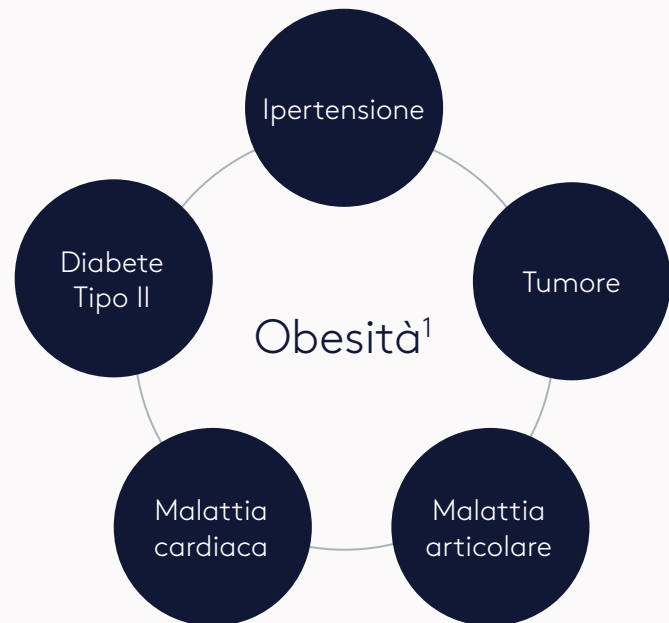 Ipertensione
Diabete
Tipo II
Tumore
Obesità¹
Malattia
cardiaca
Malattia
articolare